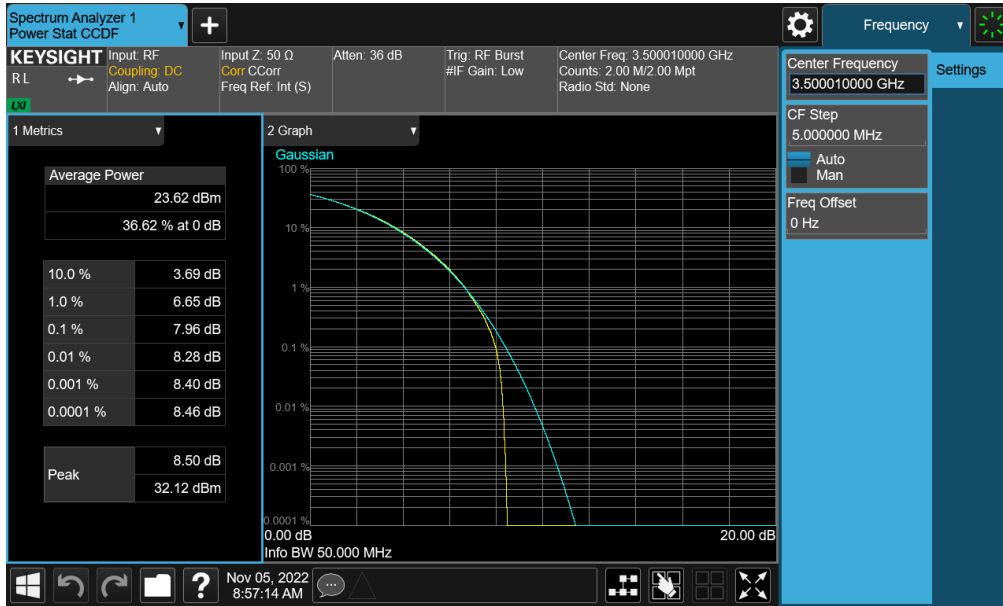 Spectrum Analyzer 1
Power Stat CCDF
+
Frequency
KEYSIGHT
RL
LXI
Input: RF
Coupling: DC
Align: Auto
Input Z: 50 Ω
Corr CCorr
Freq Ref: Int (S)
Atten: 36 dB
Trig: RF Burst
#IF Gain: Low
Center Freq: 3.500010000 GHz
Counts: 2.00 M/2.00 Mpt
Radio Std: None
Center Frequency
3.500010000 GHz
Settings
CF Step
5.000000 MHz
Auto
Man
Freq Offset
0 Hz
1 Metrics
Average Power
23.62 dBm
36.62 % at 0 dB
10.0 % 3.69 dB
1.0 % 6.65 dB
0.1 % 7.96 dB
0.01 % 8.28 dB
0.001 % 8.40 dB
0.0001 % 8.46 dB
Peak
8.50 dB
32.12 dBm
2 Graph
Gaussian
100 %
10 %
1 %
0.1 %
0.01 %
0.001 %
0.0001 %
0.00 dB 20.00 dB
Info BW 50.000 MHz
?
Nov 05, 2022
8:57:14 AM